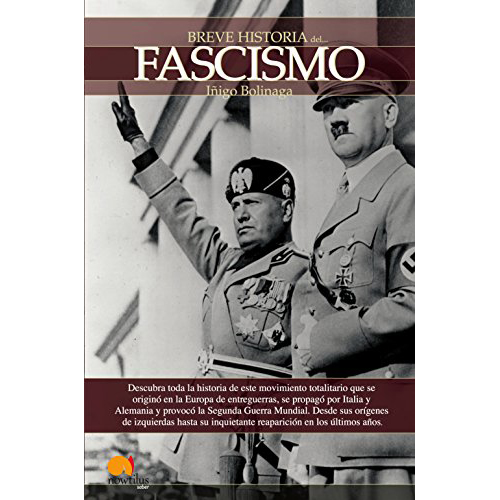 BREVE HISTORIA del...
FASCISMO
Iñigo Bolinaga
Descubra toda la historia de este movimiento totalitario que se
originó en la Europa de entreguerras, se propagó por Italia y
Alemania y provocó la Segunda Guerra Mundial. Desde sus orígenes
de izquierdas hasta su inquietante reaparición en los últimos años.
nowtilus
saber